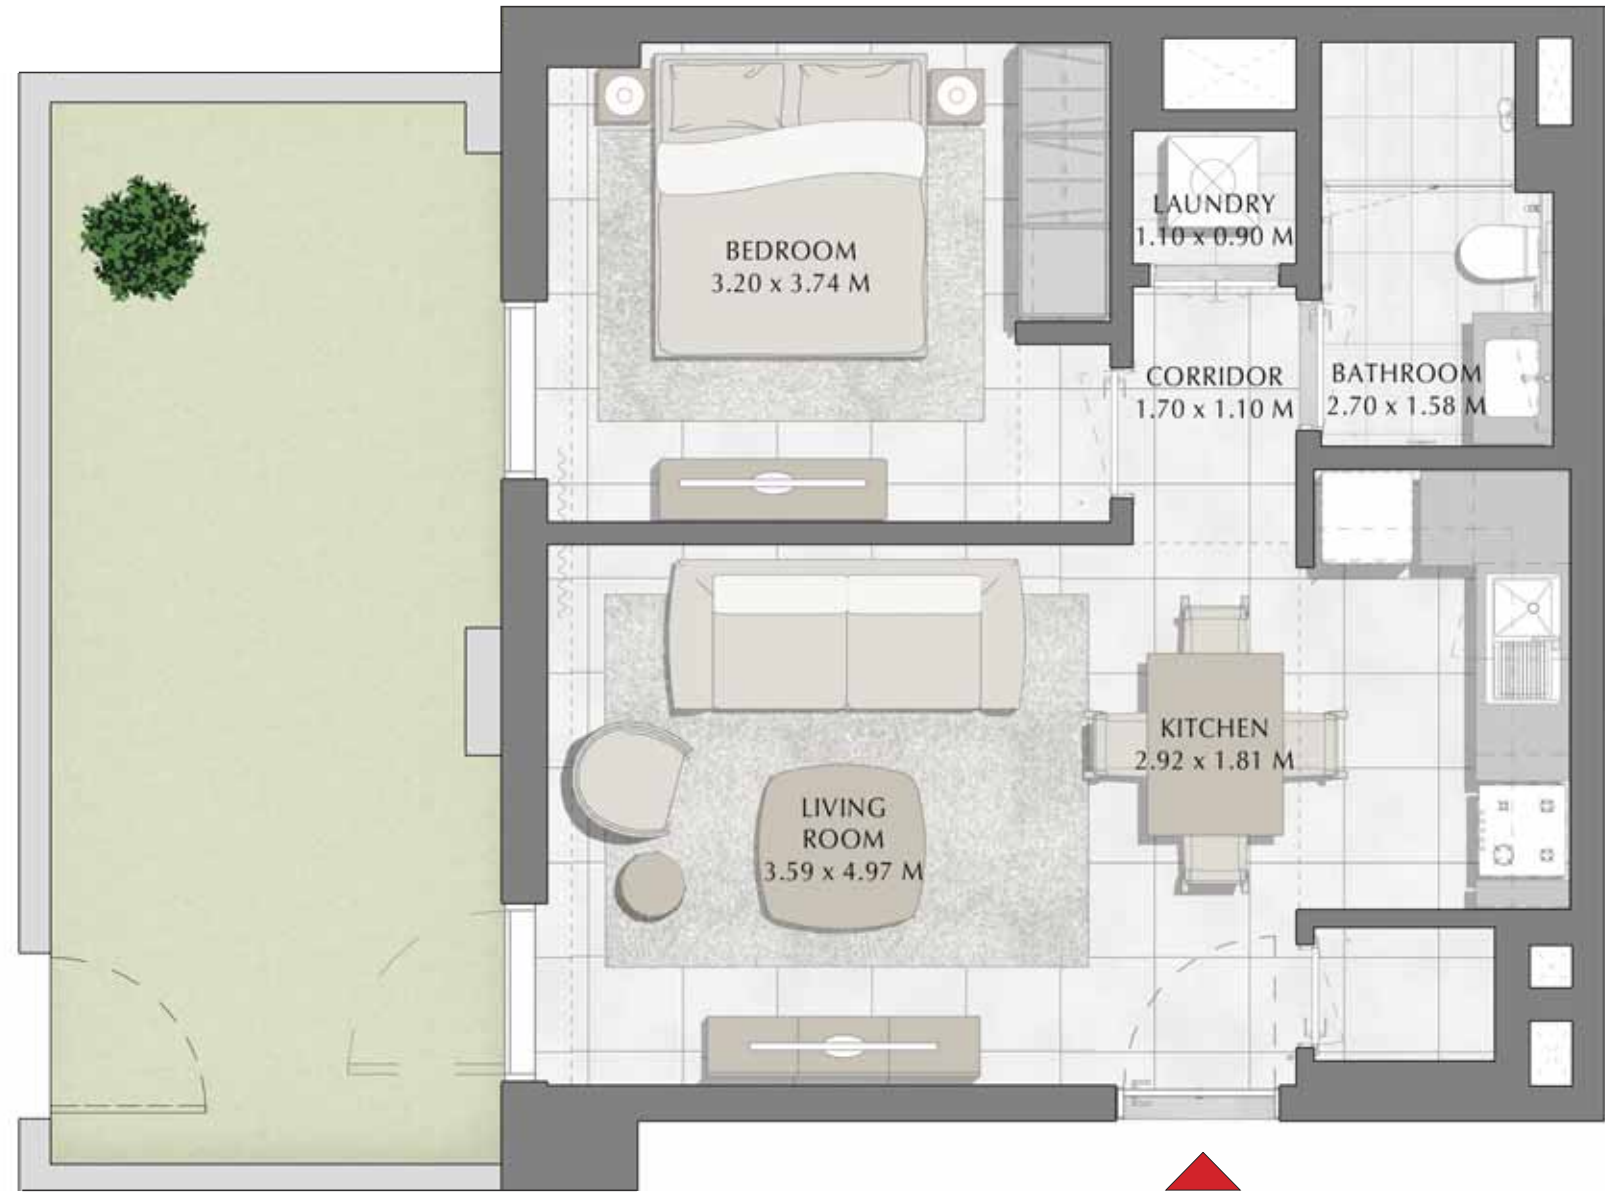 LAUNDRY
1.10 x 0.90 M
BEDROOM
3.20 x 3.74 M
CORRIDOR
1.70 x 1.10 M
BATHROOM
2.70 x 1.58 M
KITCHEN
2.92 x 1.81 M
LIVING
ROOM
3.59 x 4.97 M